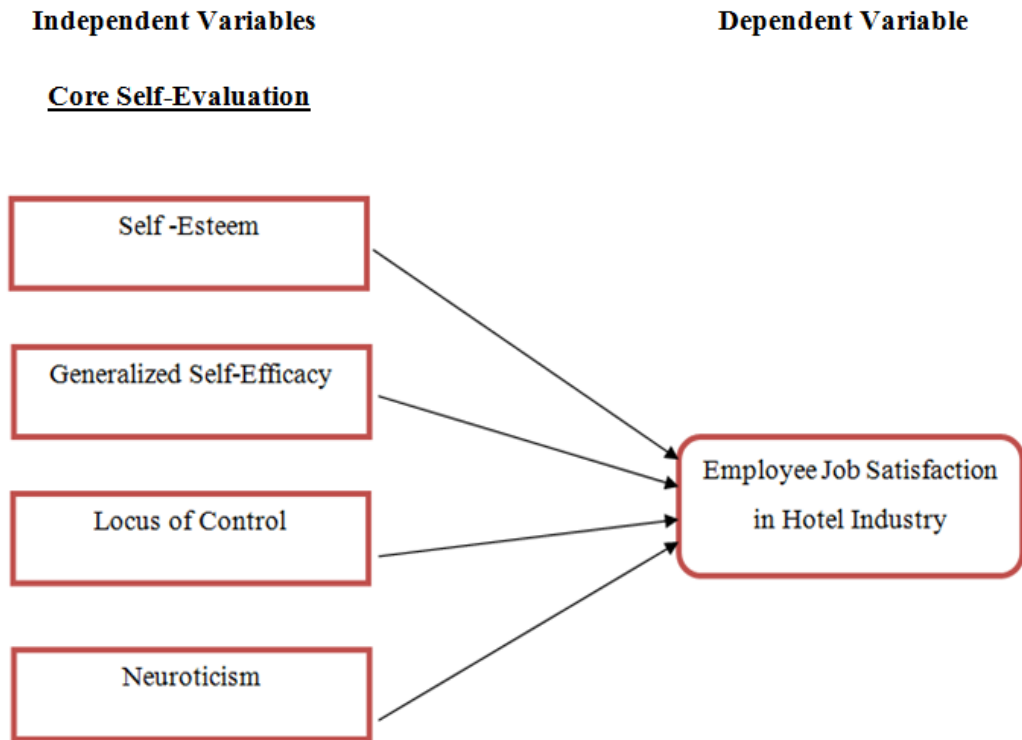 Independent Variables
Dependent Variable
Core Self-Evaluation
Self -Esteem
Generalized Self-Efficacy
Locus of Control
Neuroticism
Employee Job Satisfaction
in Hotel Industry